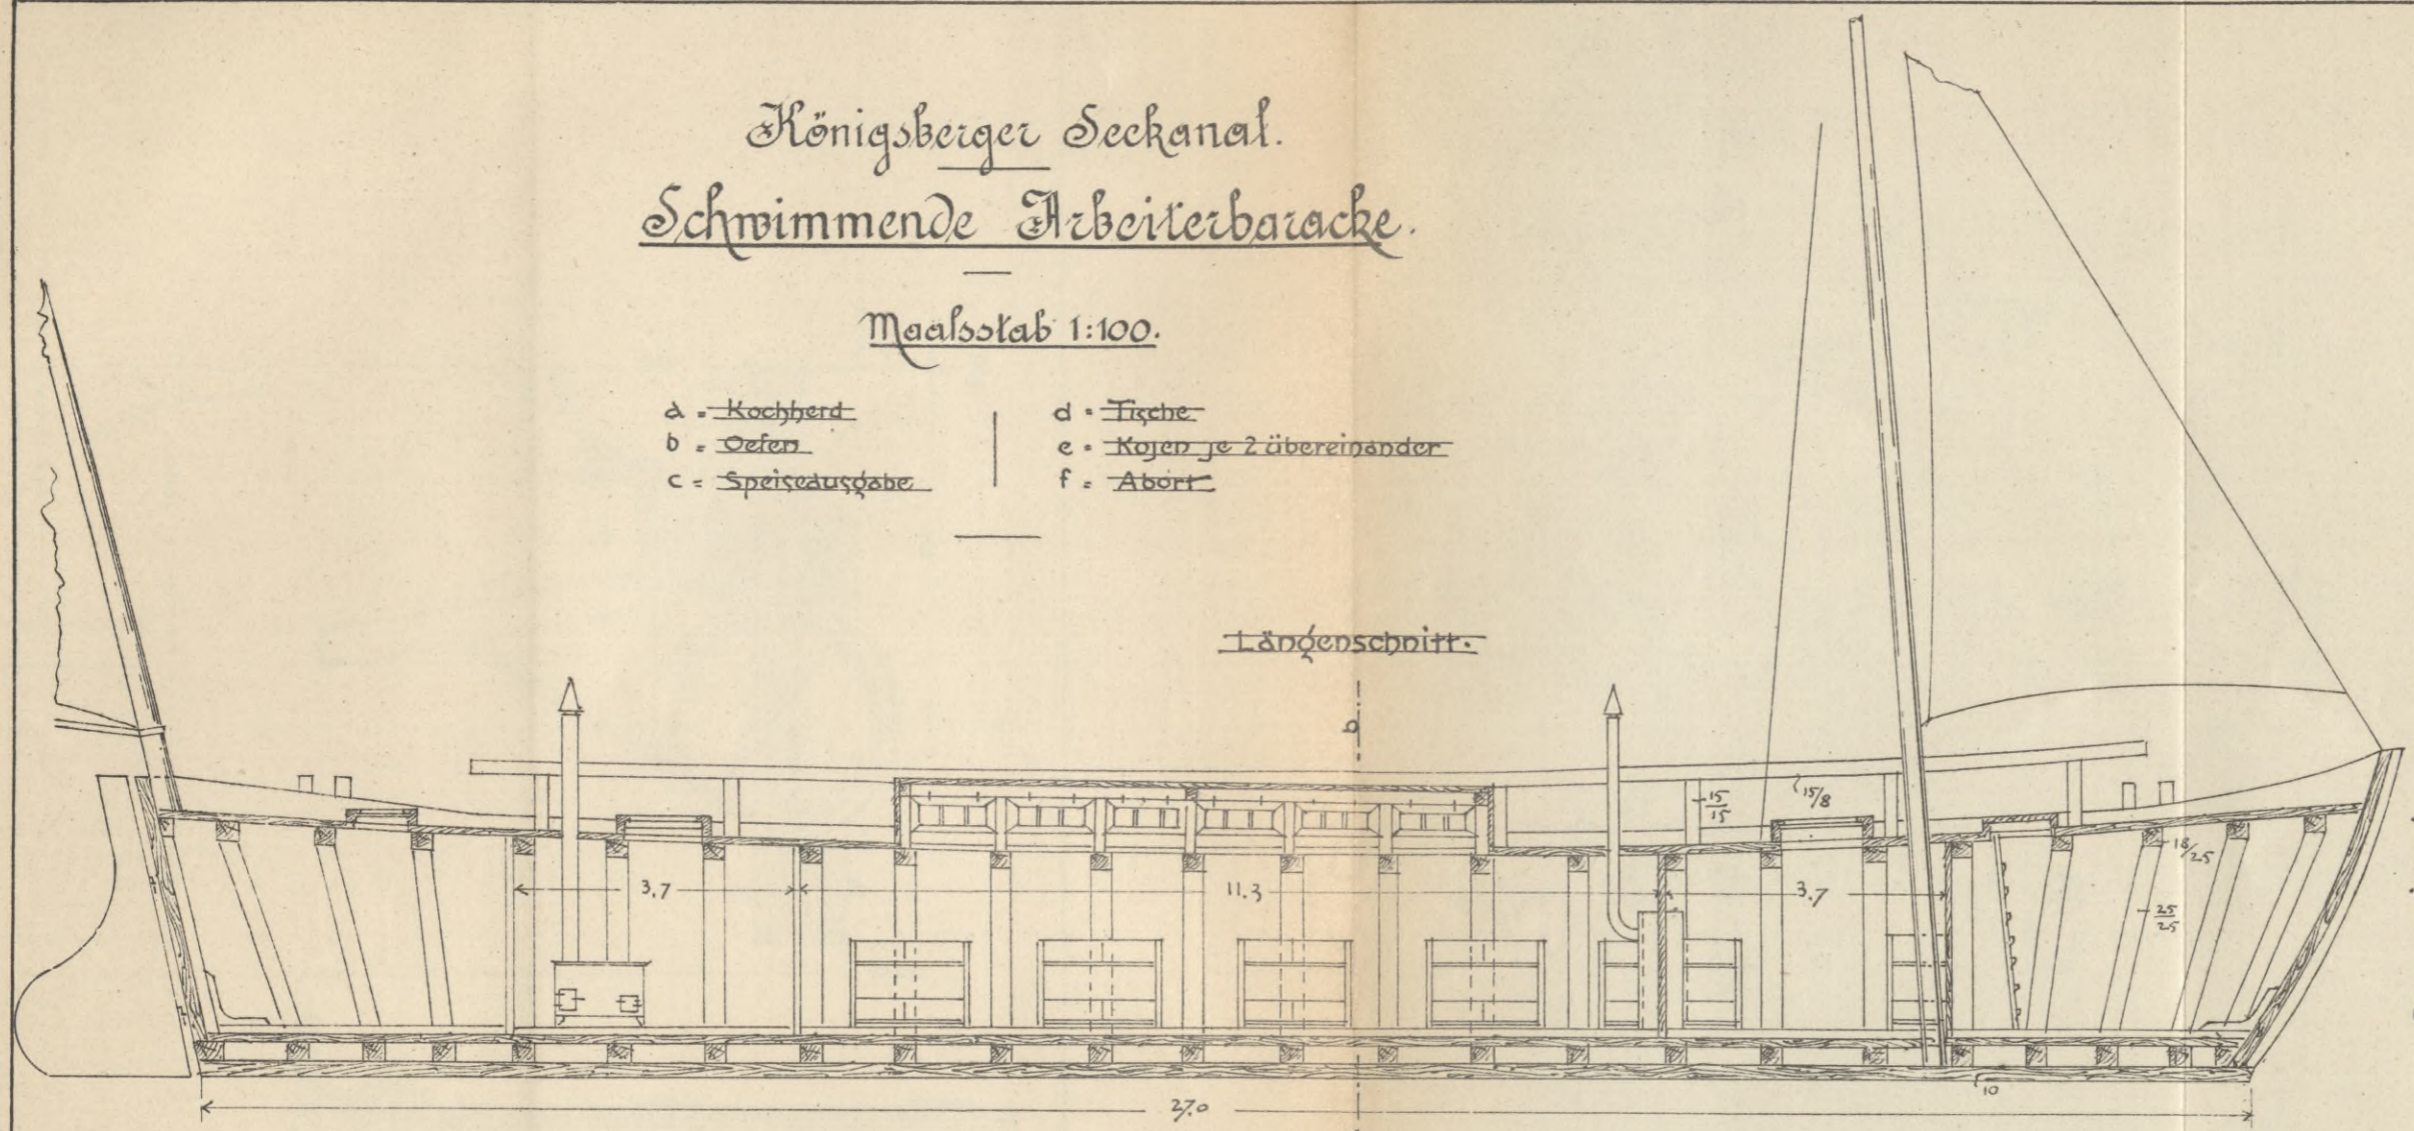 Königsberger Seekanal.
Schwimmende Arbeiterbaracke.
Maalsstab 1:100.
a = Kochherd
b = Oefen
c = Speiseausgabe
d = Tische
e = Kojen je 2 übereinander
f = Abort
Längenschnitt.
b
15/15
15/8
18/25
3.7
11.3
3.7
25/25
10
27.0